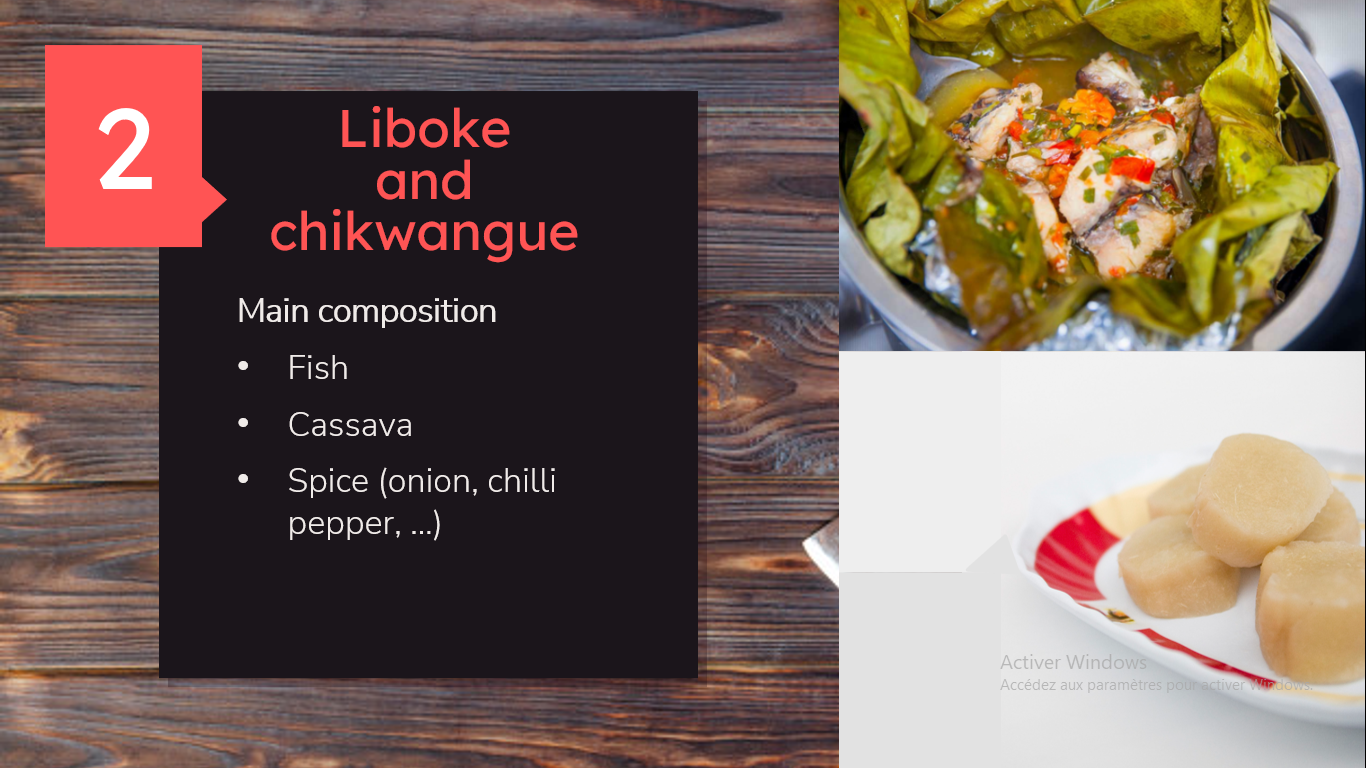 2
Liboke
and
chikwangue
Main composition
• Fish
• Cassava
• Spice (onion, chilli
pepper, ...)
Activer Windows
Accédez aux paramètres pour activer Windows.